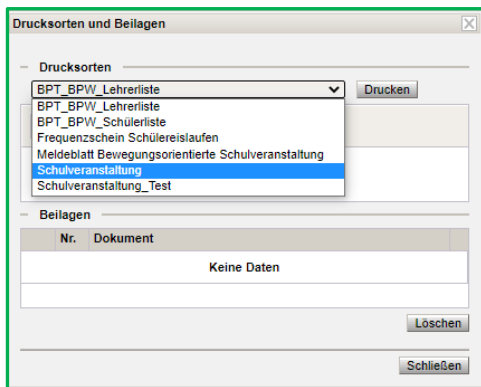 Drucksorten und Beilagen
Drucksorten
BPT_BPW_Lehrerliste
Drucken
BPT_BPW_Lehrerliste
BPT_BPW_Schülerliste
Frequenzschein Schülereislaufen
Meldeblatt Bewegungsorientierte Schulveranstaltung
Schulveranstaltung
Schulveranstaltung_Test
Beilagen
Nr. Dokument
Keine Daten
Löschen
Schließen